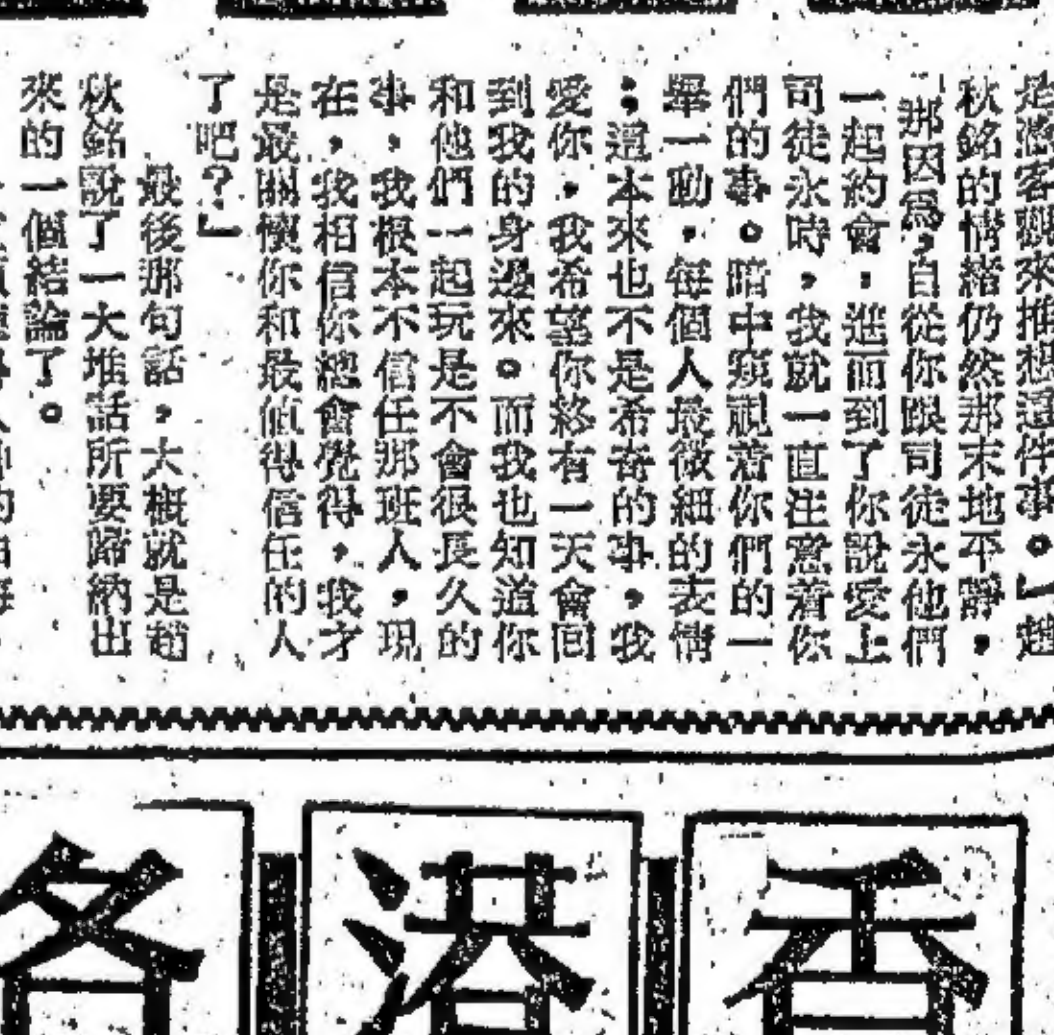 來推想這件事。」趙
秋銘的情緒仍然那末地不靜，
「那因爲，自從你跟司徒永他們
一起約會，進而到了你說愛上
司徒永時，我就一直注意着你
們的事。暗中窺視着你們的一
舉一動，每個人最微細的表情
：這本來也不是希奇的事，我
愛你，我希望你終有一天會回
到我的身邊來。而我也知道你
和他們一起玩是不會很長久的
事，我根本不信任那班人，現
在，我相信你總會覺得，我才
是最關懷你和最值得信任的人
了吧？」
最後那句話，大概就是趙
秋銘說了一大堆話所要歸納出
來的一個結論了。
香港各